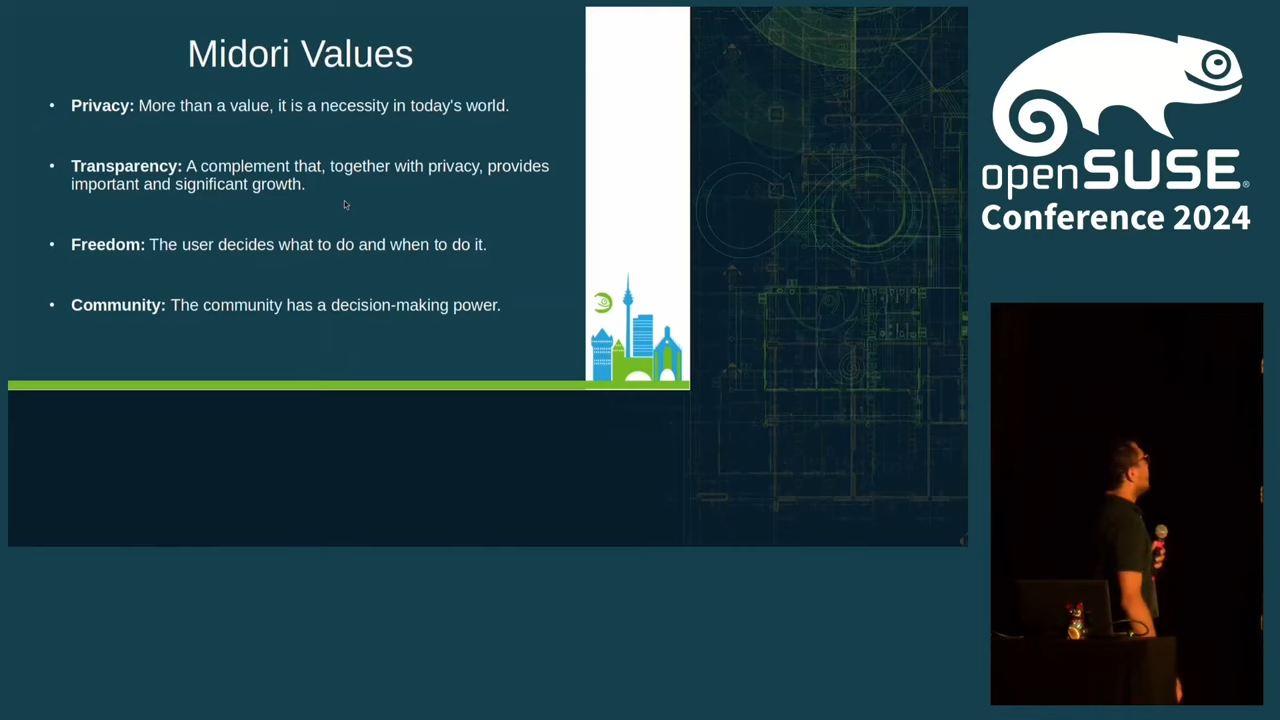 Midori Values
• Privacy: More than a value, it is a necessity in today's world.
• Transparency: A complement that, together with privacy, provides
important and significant growth.
• Freedom: The user decides what to do and when to do it.
• Community: The community has a decision-making power.
openSUSE®
Conference 2024